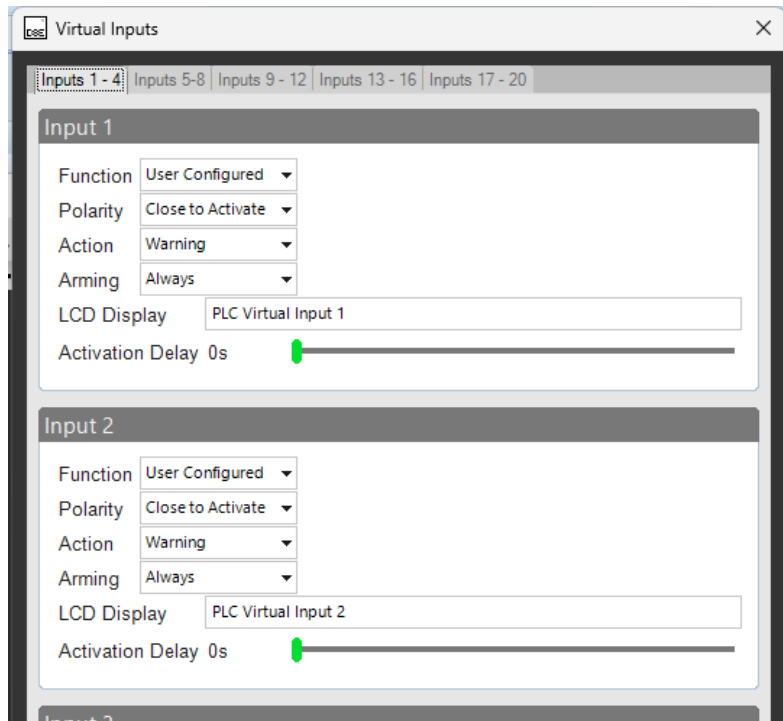 DSE Virtual Inputs
Inputs 1 - 4 Inputs 5-8 Inputs 9 - 12 Inputs 13 - 16 Inputs 17 - 20
Input 1
Function User Configured
Polarity Close to Activate
Action Warning
Arming Always
LCD Display PLC Virtual Input 1
Activation Delay 0s
Input 2
Function User Configured
Polarity Close to Activate
Action Warning
Arming Always
LCD Display PLC Virtual Input 2
Activation Delay 0s